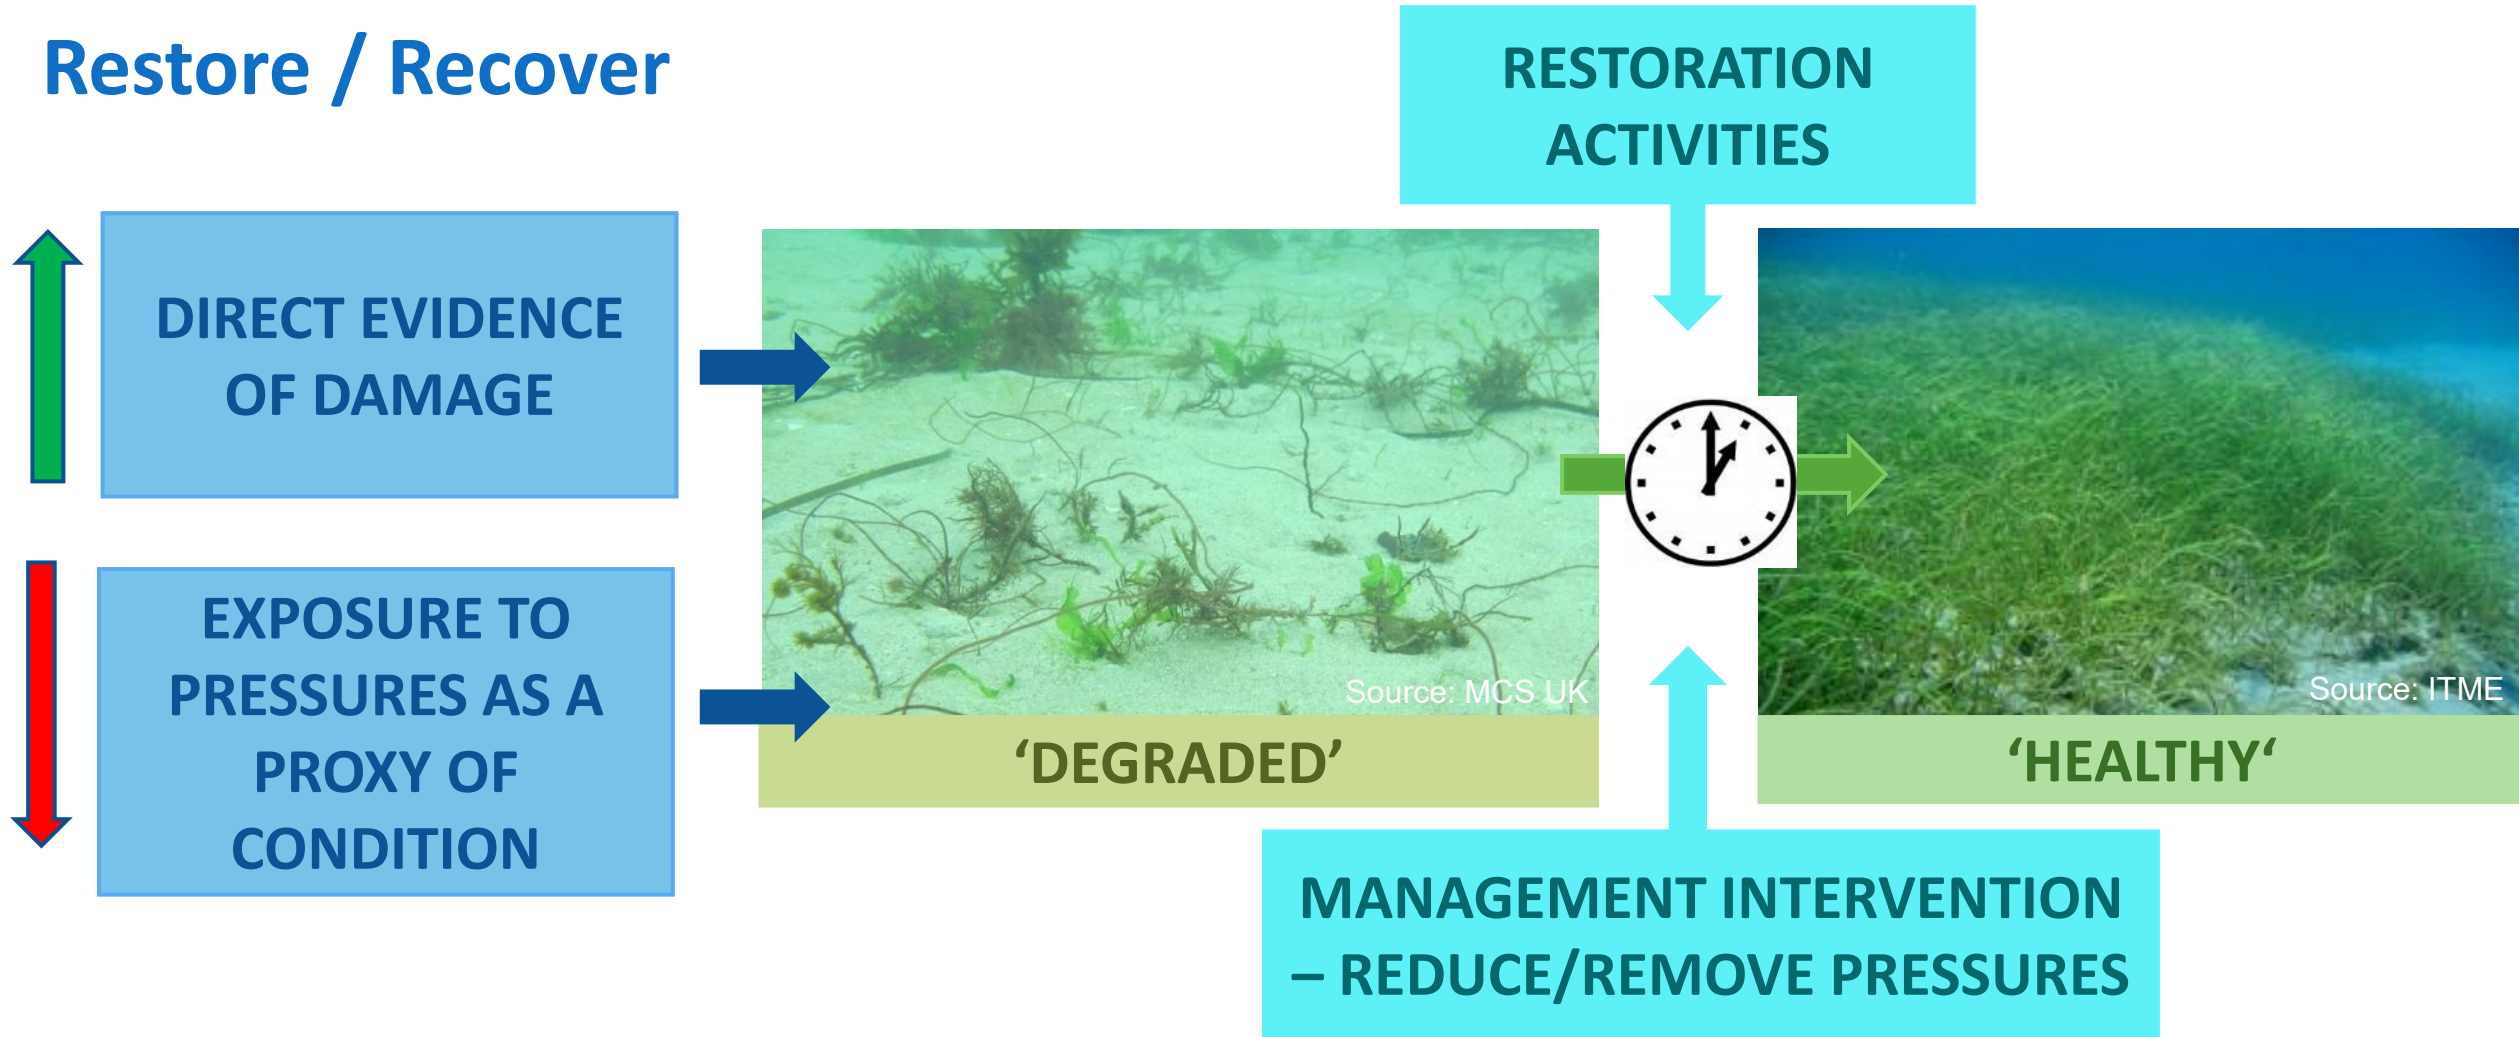 Restore / Recover
RESTORATION
ACTIVITIES
DIRECT EVIDENCE
OF DAMAGE
EXPOSURE TO
PRESSURES AS A
PROXY OF
CONDITION
Source: MCS UK
‘DEGRADED’
Source: ITME
‘HEALTHY‘
MANAGEMENT INTERVENTION
– REDUCE/REMOVE PRESSURES